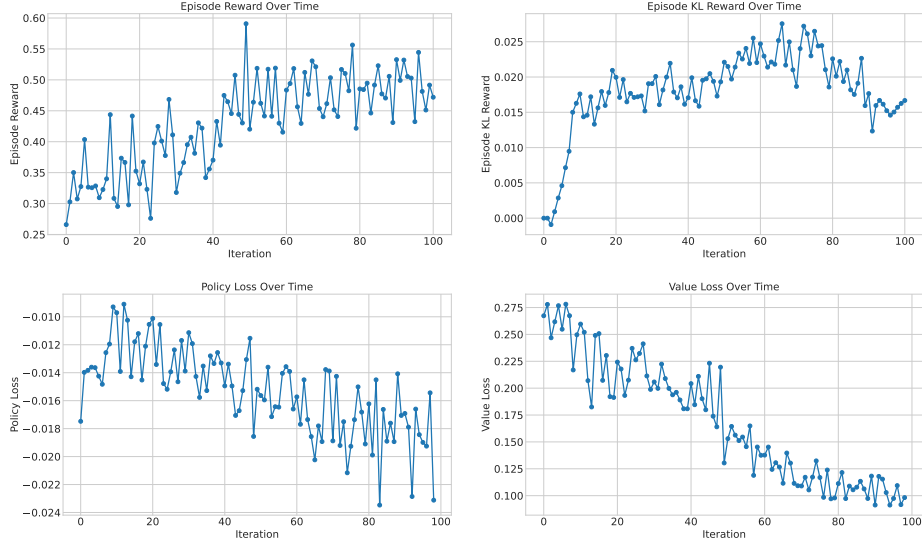 Episode Reward Over Time
Episode Reward
0.60
0.55
0.50
0.45
0.40
0.35
0.30
0.25
0 20 40 60 80 100
Iteration
Episode KL Reward Over Time
Episode KL Reward
0.025
0.020
0.015
0.010
0.005
0.000
0 20 40 60 80 100
Iteration
Policy Loss Over Time
Policy Loss
−0.010
−0.012
−0.014
−0.016
−0.018
−0.020
−0.022
−0.024
0 20 40 60 80 100
Iteration
Value Loss Over Time
Value Loss
0.275
0.250
0.225
0.200
0.175
0.150
0.125
0.100
0 20 40 60 80 100
Iteration